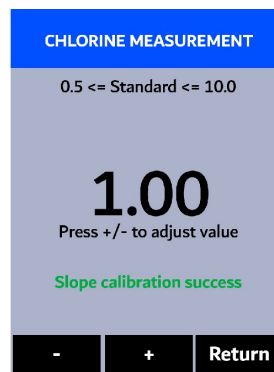 CHLORINE MEASUREMENT
0.5 <= Standard <= 10.0
1.00
Press +/- to adjust value
Slope calibration success
- + Return